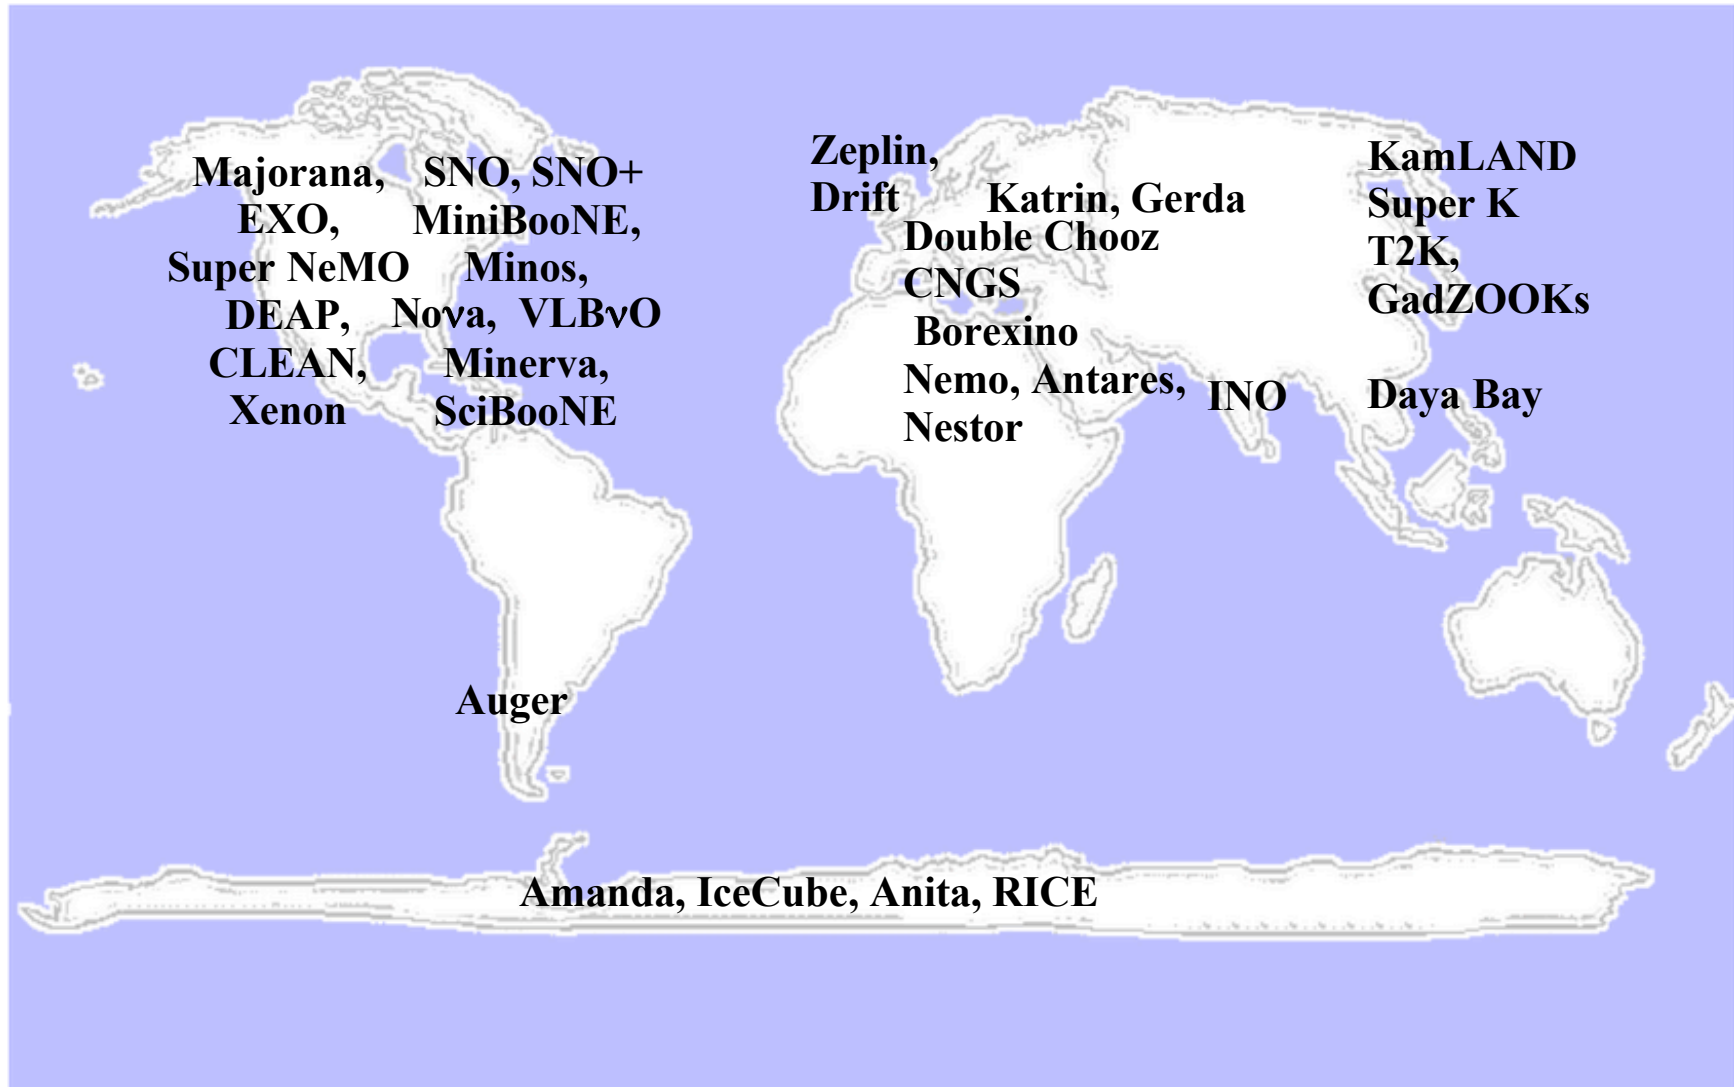 Majorana,
EXO,
Super NeMO
DEAP,
CLEAN,
Xenon
SNO, SNO+
MiniBooNE,
Minos,
Noνa, VLBνO
Minerva,
SciBooNE
Zeplin,
Drift
Katrin, Gerda
Double Chooz
CNGS
Borexino
Nemo, Antares,
Nestor
INO
KamLAND
Super K
T2K,
GadZOOKs
Daya Bay
Auger
Amanda, IceCube, Anita, RICE